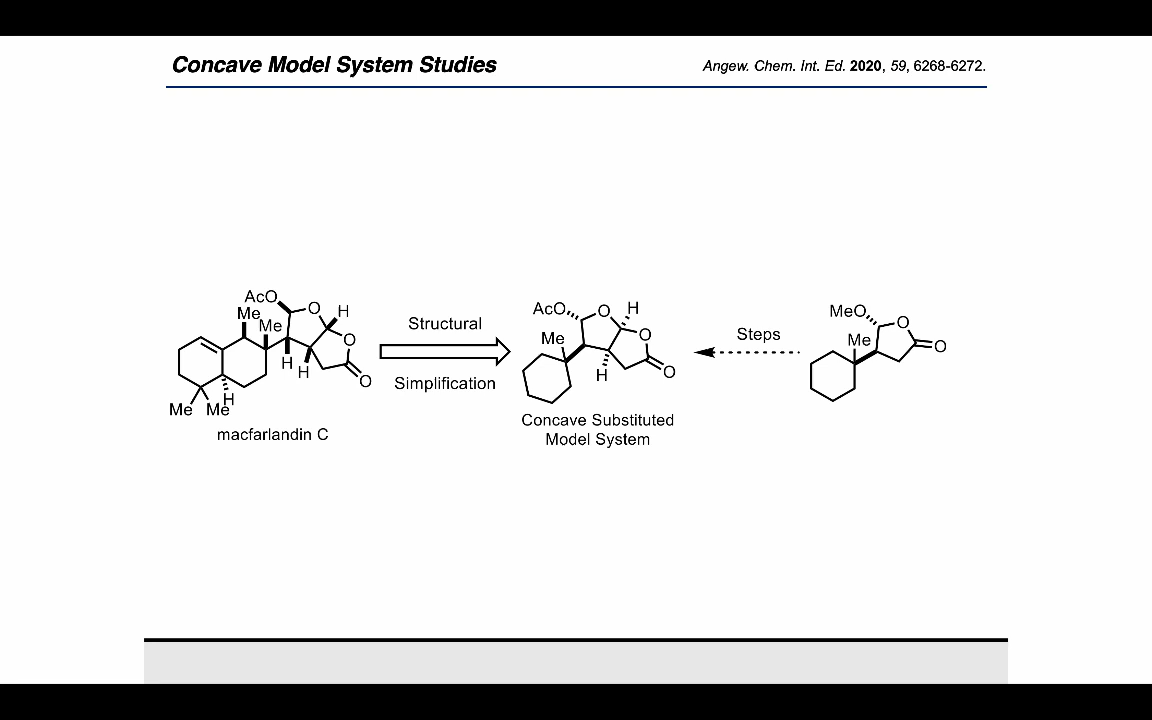 Concave Model System Studies
Angew. Chem. Int. Ed. 2020, 59, 6268-6272.
AcO
O
H
Me
Me
O
H
H
O
H
Me
Me
macfarlandin C
Structural
Simplification
AcO
O
H
Me
O
H
O
Concave Substituted
Model System
Steps
MeO
O
Me
O